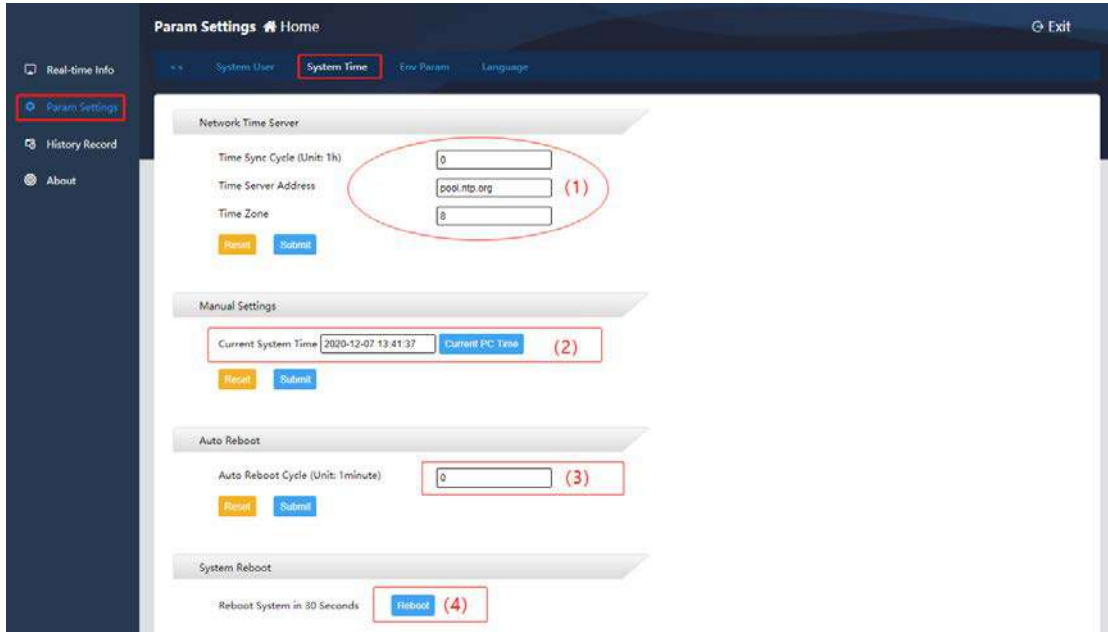 Param Settings Home
Exit
Real-time Info
Param Settings
History Record
About
<< System User System Time Env Param Language
Network Time Server
Time Sync Cycle (Unit: 1h) 0
Time Server Address pool.ntp.org (1)
Time Zone 8
Reset Submit
Manual Settings
Current System Time 2020-12-07 13:41:37 Current PC Time (2)
Reset Submit
Auto Reboot
Auto Reboot Cycle (Unit: 1minute) 0 (3)
Reset Submit
System Reboot
Reboot System in 30 Seconds Reboot (4)